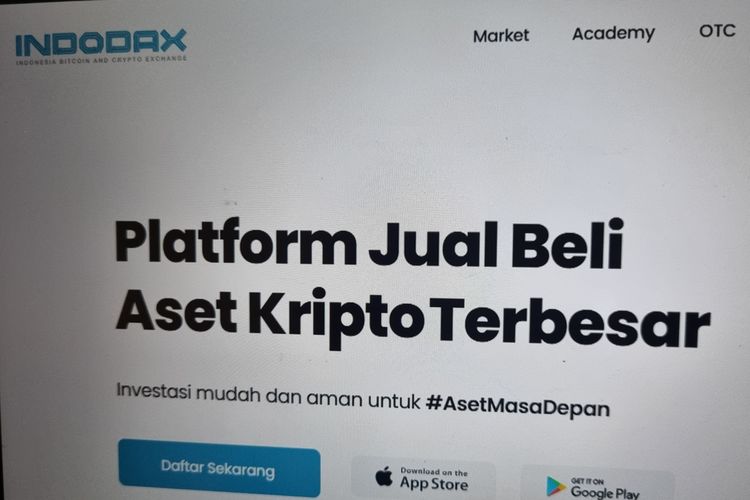 INDODAX
INDONESIA BITCOIN AND CRYPTO EXCHANGE
Market
Academy
OTC
Platform Jual Beli
Aset Kripto Terbesar
Investasi mudah dan aman untuk #AsetMasaDepan
Daftar Sekarang
Download on the
App Store
GET IT ON
Google Play